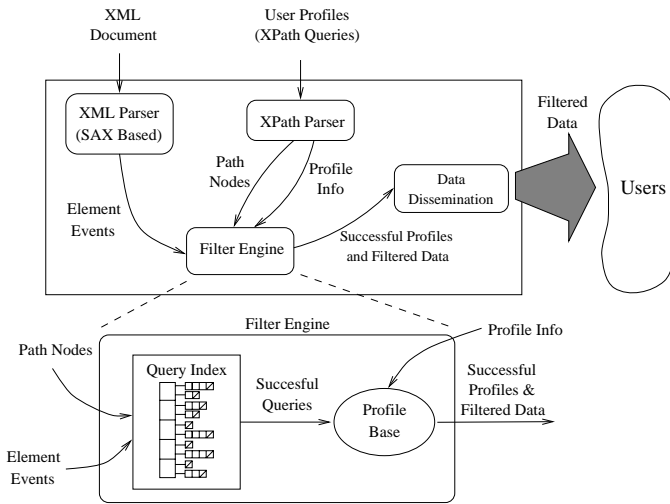 XML
Document
User Profiles
(XPath Queries)
XML Parser
(SAX Based)
XPath Parser
Filtered
Data
Path
Nodes
Profile
Info
Data
Dissemination
Users
Element
Events
Filter Engine
Successful Profiles
and Filtered Data
Filter Engine
Profile Info
Path Nodes
Query Index
Succesful
Queries
Profile
Base
Successful
Profiles &
Filtered Data
Element
Events